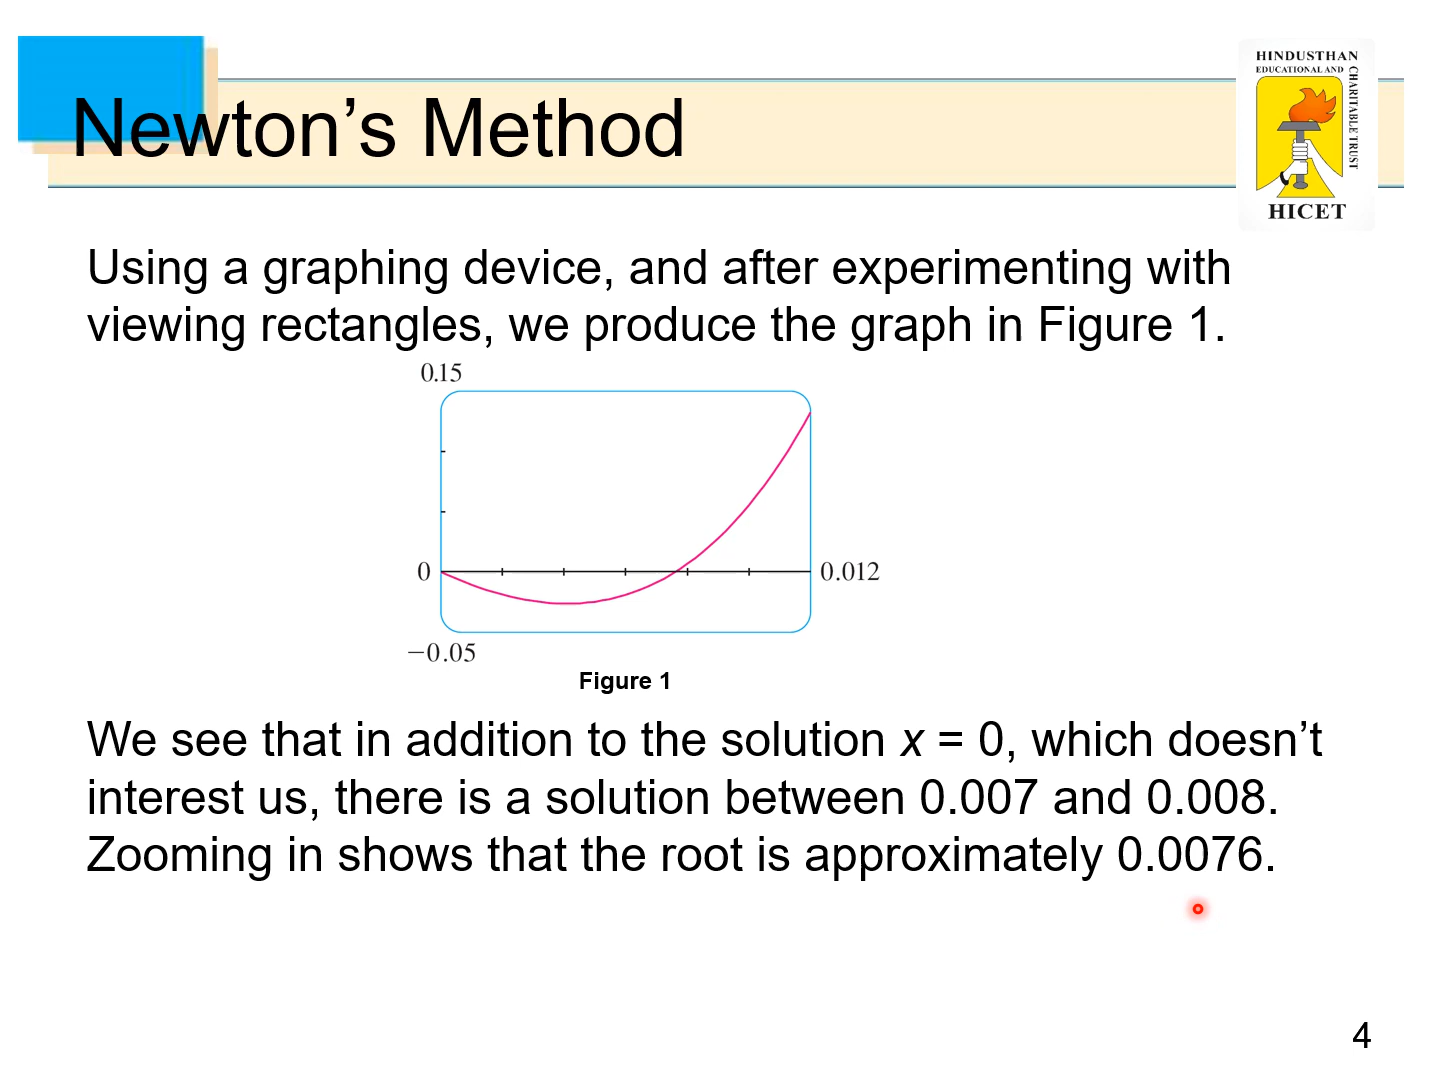 Newton’s Method
HINDUSTHAN
EDUCATIONAL AND
CHARITABLE TRUST
HICET
Using a graphing device, and after experimenting with
viewing rectangles, we produce the graph in Figure 1.
0.15
0
0.012
−0.05
Figure 1
We see that in addition to the solution x = 0, which doesn’t
interest us, there is a solution between 0.007 and 0.008.
Zooming in shows that the root is approximately 0.0076.
4